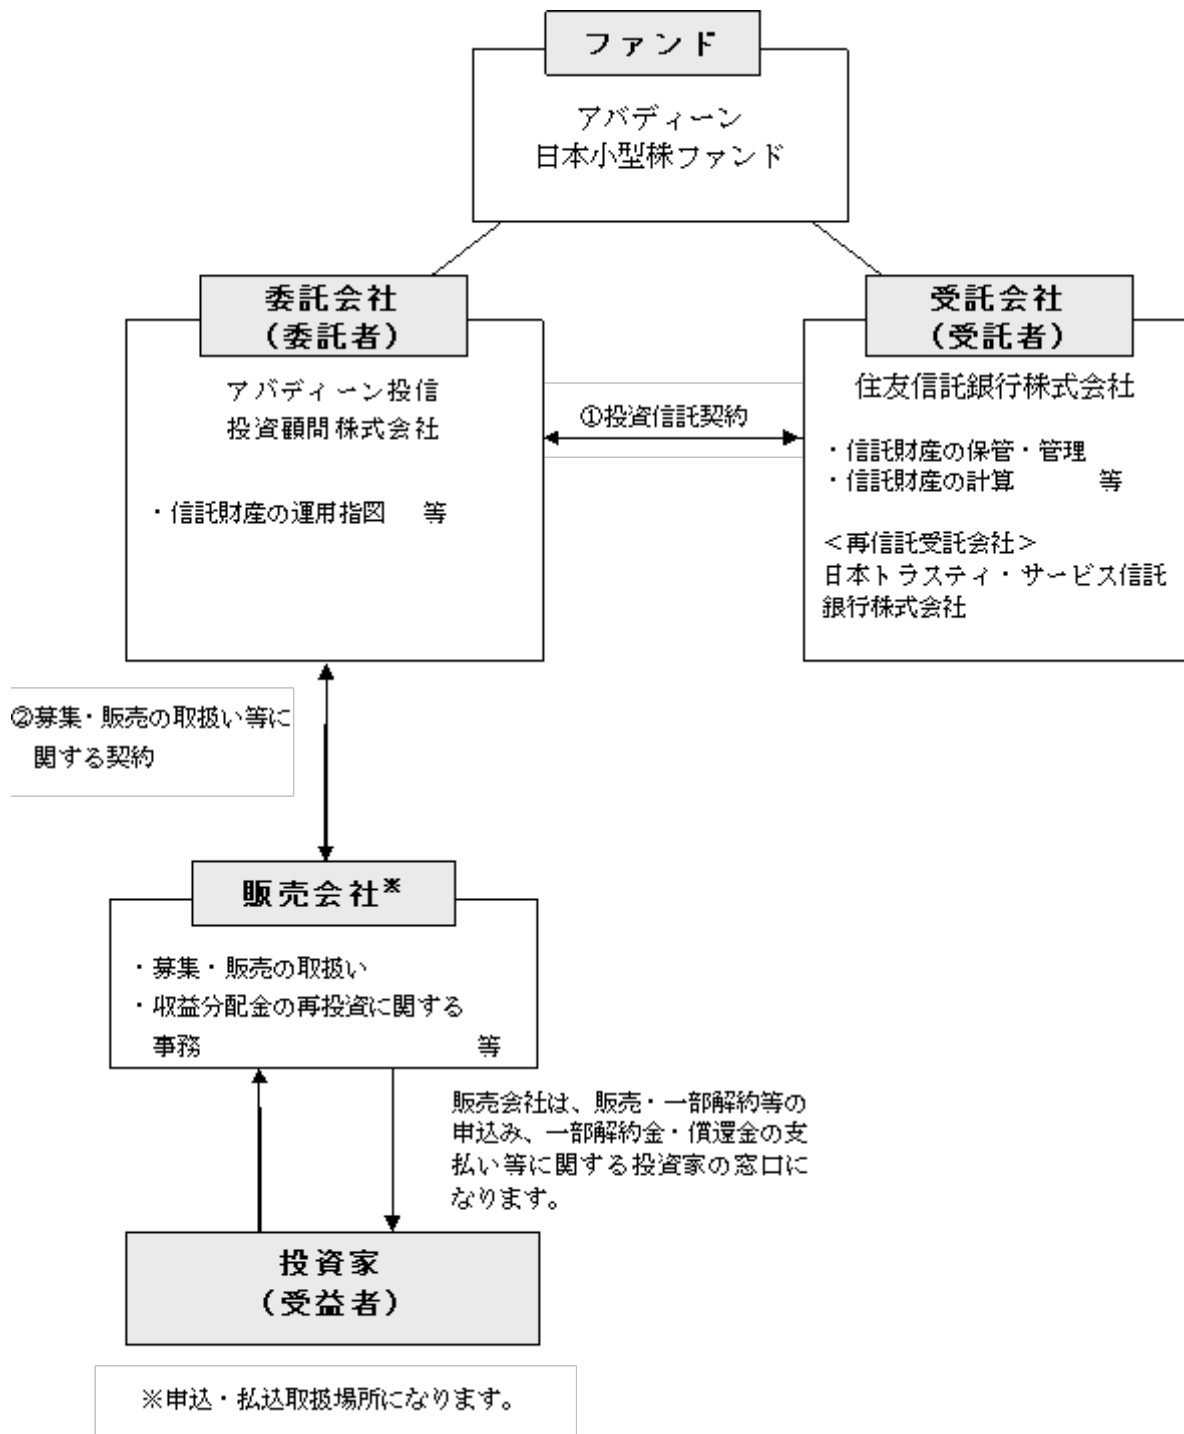 ファンド
アバディーン
日本小型株ファンド
委託会社
(委託者)
アバディーン投信
投資顧問株式会社
・信託財産の運用指図 等
①投資信託契約
受託会社
(受託者)
住友信託銀行株式会社
・信託財産の保管・管理
・信託財産の計算 等
＜再信託受託会社＞
日本トラスティ・サービス信託
銀行株式会社
②募集・販売の取扱い等に
関する契約
販売会社※
・募集・販売の取扱い
・収益分配金の再投資に関する
事務 等
販売会社は、販売・一部解約等の
申込み、一部解約金・償還金の支
払い等に関する投資家の窓口に
なります。
投資家
(受益者)
※申込・払込取扱場所になります。